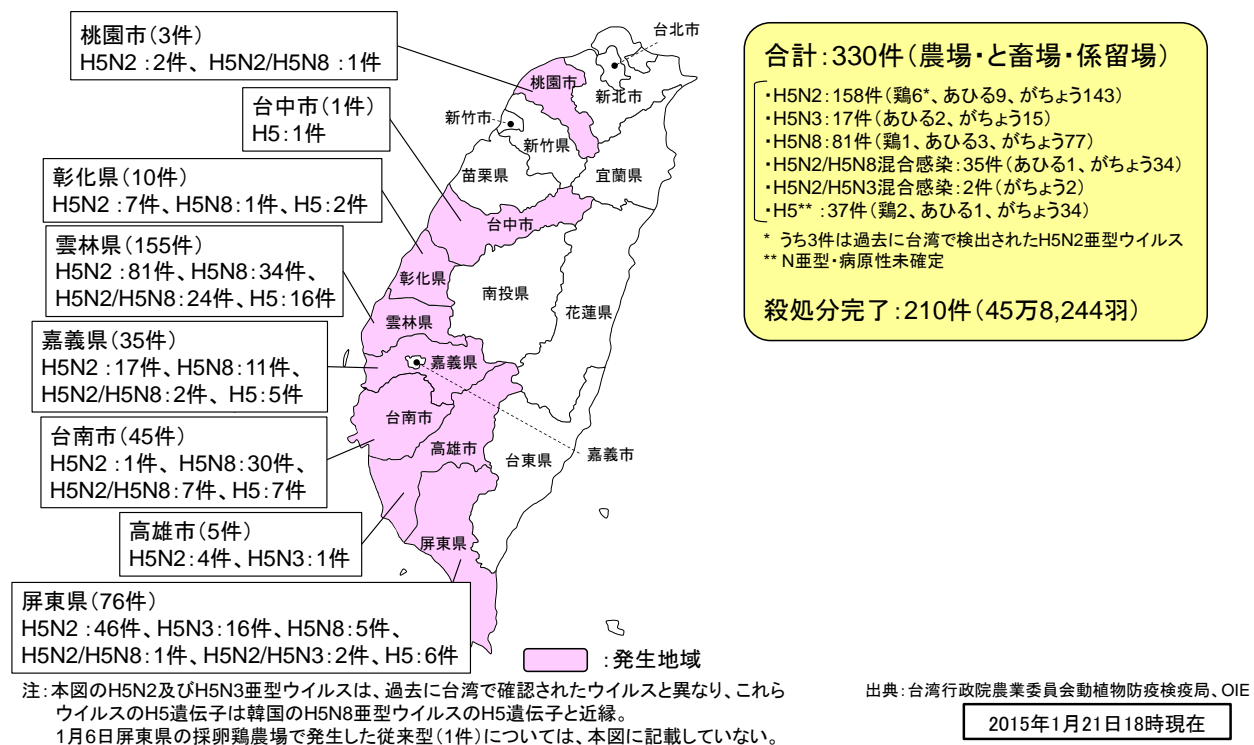 桃園市(3件)
H5N2：2件、H5N2/H5N8：1件
台中市(1件)
H5：1件
彰化県(10件)
H5N2：7件、H5N8：1件、H5：2件
雲林県(155件)
H5N2：81件、H5N8：34件、
H5N2/H5N8：24件、H5：16件
嘉義県(35件)
H5N2：17件、H5N8：11件、
H5N2/H5N8：2件、H5：5件
台南市(45件)
H5N2：1件、H5N8：30件、
H5N2/H5N8：7件、H5：7件
高雄市(5件)
H5N2：4件、H5N3：1件
屏東県(76件)
H5N2：46件、H5N3：16件、H5N8：5件、
H5N2/H5N8：1件、H5N2/H5N3：2件、H5：6件
台北市
桃園市
新北市
新竹市
新竹県
苗栗県
宜蘭県
台中市
彰化県
南投県
花蓮県
雲林県
嘉義県
台南市
高雄市
台東県
嘉義市
屏東県
：発生地域
合計：330件(農場・と畜場・係留場)
・H5N2：158件(鶏6*、あひる9、がちょう143)
・H5N3：17件(あひる2、がちょう15)
・H5N8：81件(鶏1、あひる3、がちょう77)
・H5N2/H5N8混合感染：35件(あひる1、がちょう34)
・H5N2/H5N3混合感染：2件(がちょう2)
・H5**：37件(鶏2、あひる1、がちょう34)
* うち3件は過去に台湾で検出されたH5N2亜型ウイルス
** N亜型・病原性未確定
殺処分完了：210件(45万8,244羽)
注：本図のH5N2及びH5N3亜型ウイルスは、過去に台湾で確認されたウイルスと異なり、これら
ウイルスのH5遺伝子は韓国のH5N8亜型ウイルスのH5遺伝子と近縁。
1月6日屏東県の採卵鶏農場で発生した従来型(1件)については、本図に記載していない。
出典：台湾行政院農業委員会動植物防疫検疫局、OIE
2015年1月21日18時現在